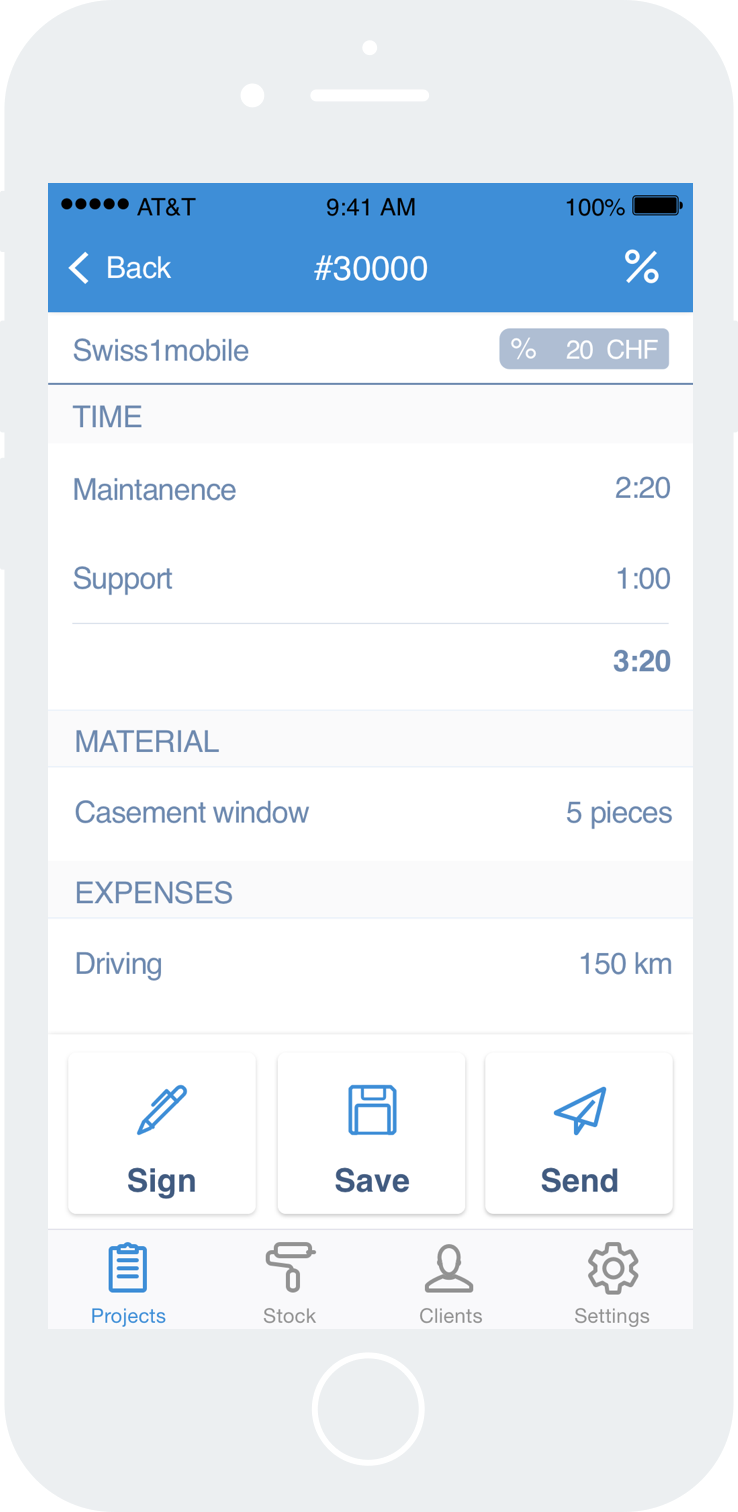 ●●●●● AT&T 9:41 AM 100%
Back #30000 %
Swiss1mobile % 20 CHF
TIME
Maintanence 2:20
Support 1:00
3:20
MATERIAL
Casement window 5 pieces
EXPENSES
Driving 150 km
Sign Save Send
Projects Stock Clients Settings